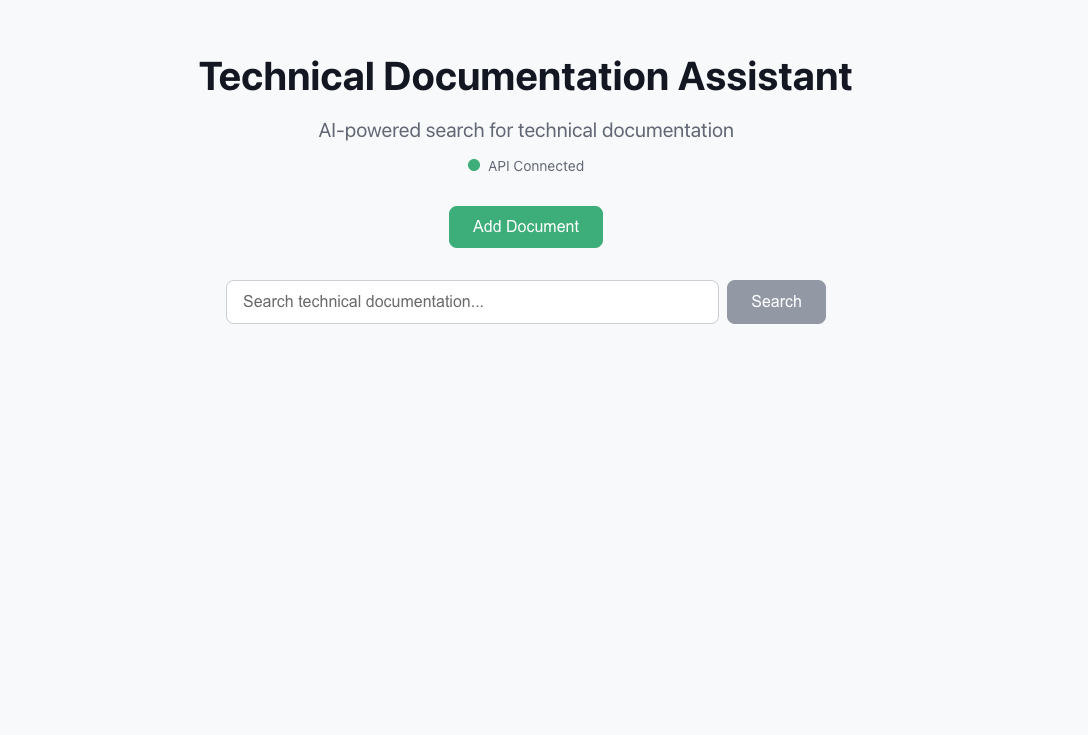 Technical Documentation Assistant
AI-powered search for technical documentation
API Connected
Add Document
Search technical documentation...
Search